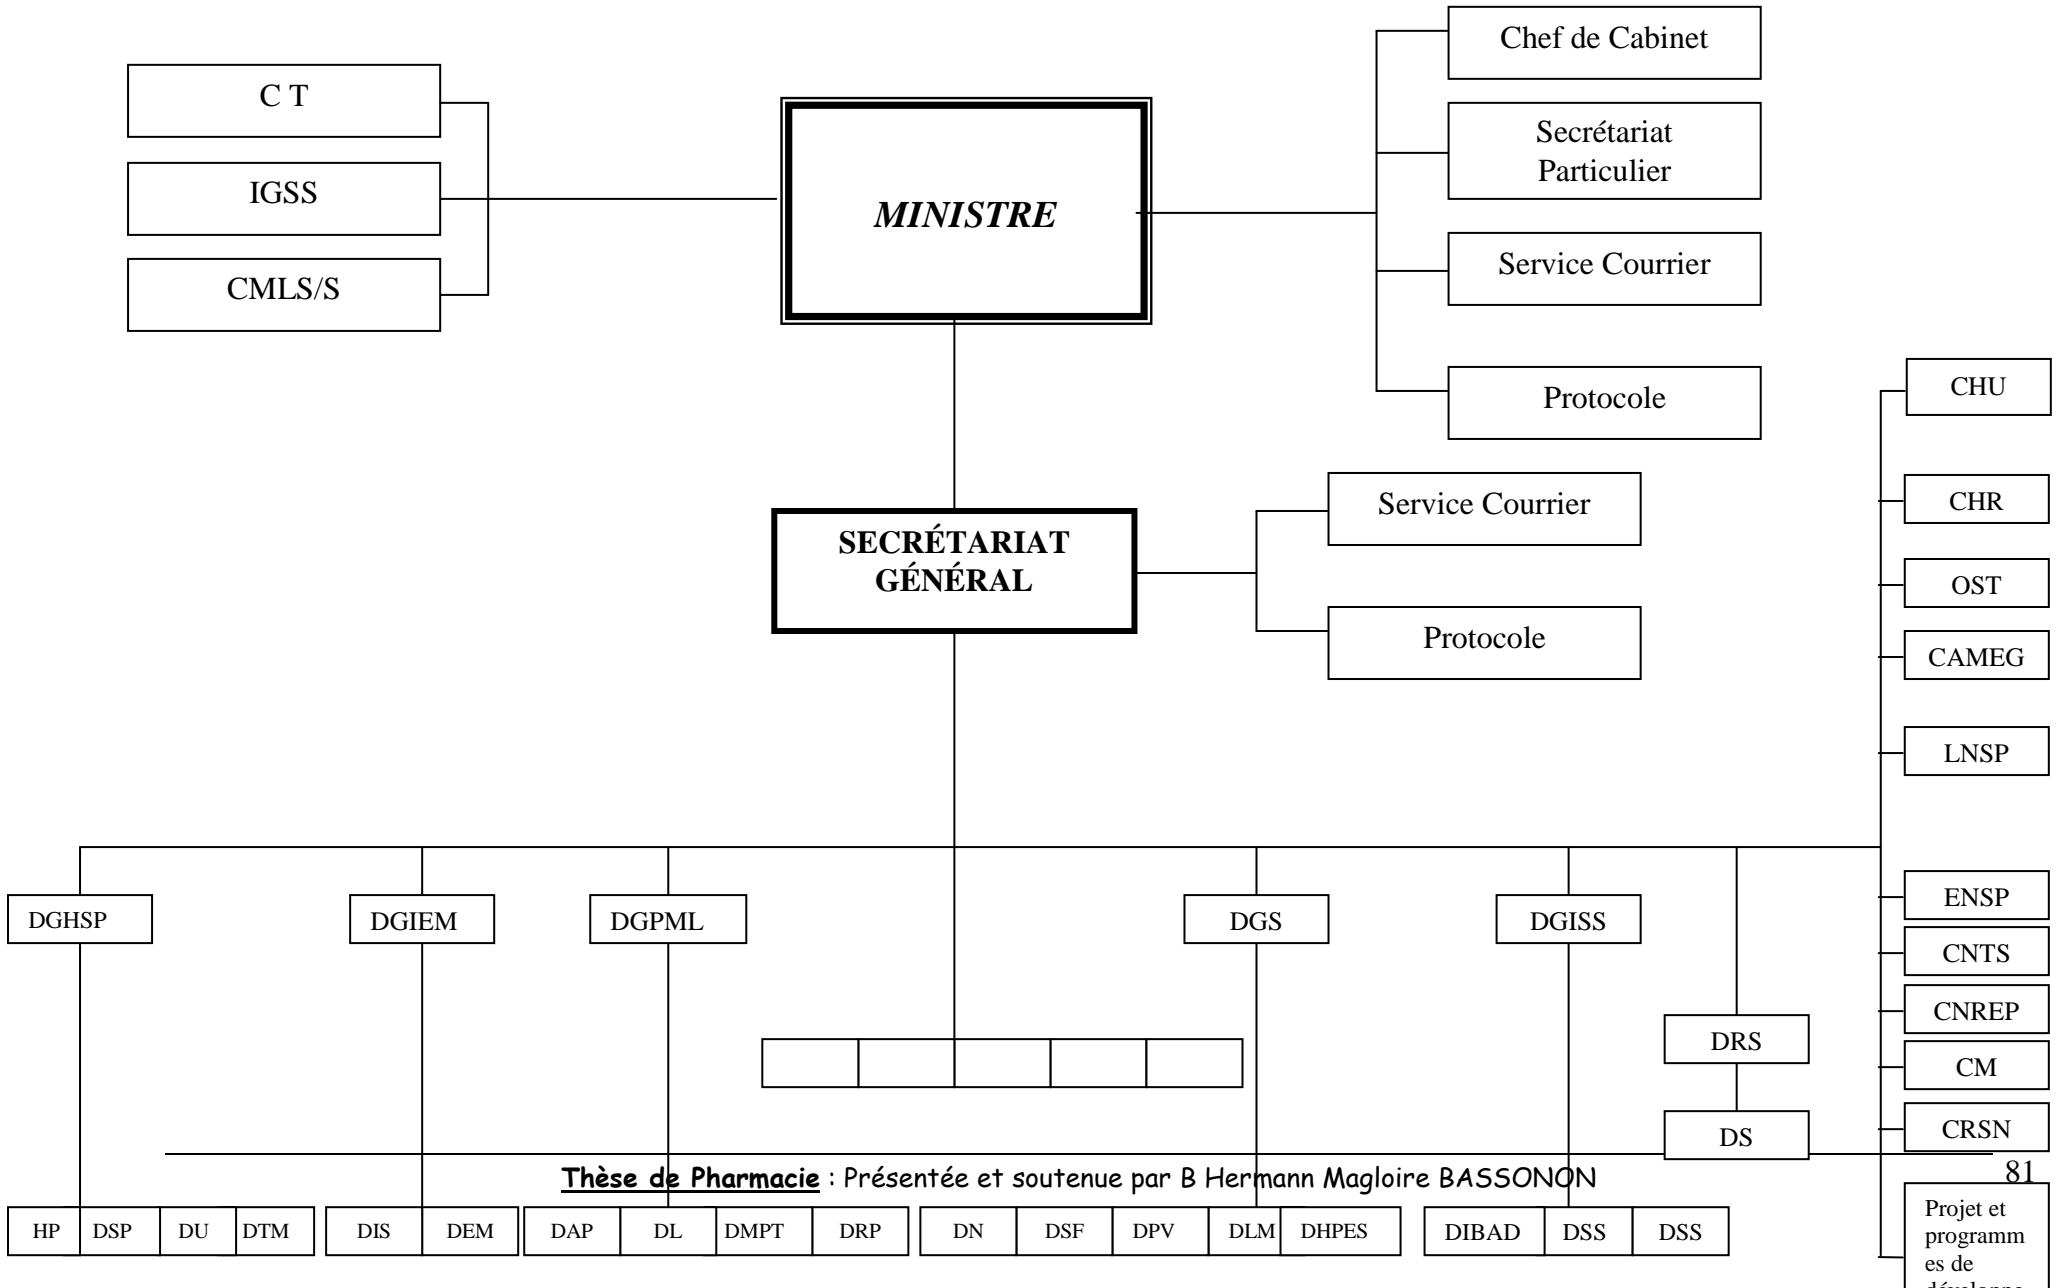 Chef de Cabinet
C T
Secrétariat
Particulier
IGSS
MINISTRE
Service Courrier
CMLS/S
Protocole
CHU
Service Courrier
CHR
SECRÉTARIAT
GÉNÉRAL
OST
Protocole
CAMEG
LNSP
DGHSP
DGIEM
DGPML
DGS
DGISS
ENSP
CNTS
CNREP
DRS
CM
DS
CRSN
Thèse de Pharmacie : Présentée et soutenue par B Hermann Magloire BASSONON
81
HP DSP DU DTM DIS DEM DAP DL DMPT DRP DN DSF DPV DLM DHPES DIBAD DSS DSS
Projet et
programm
es de